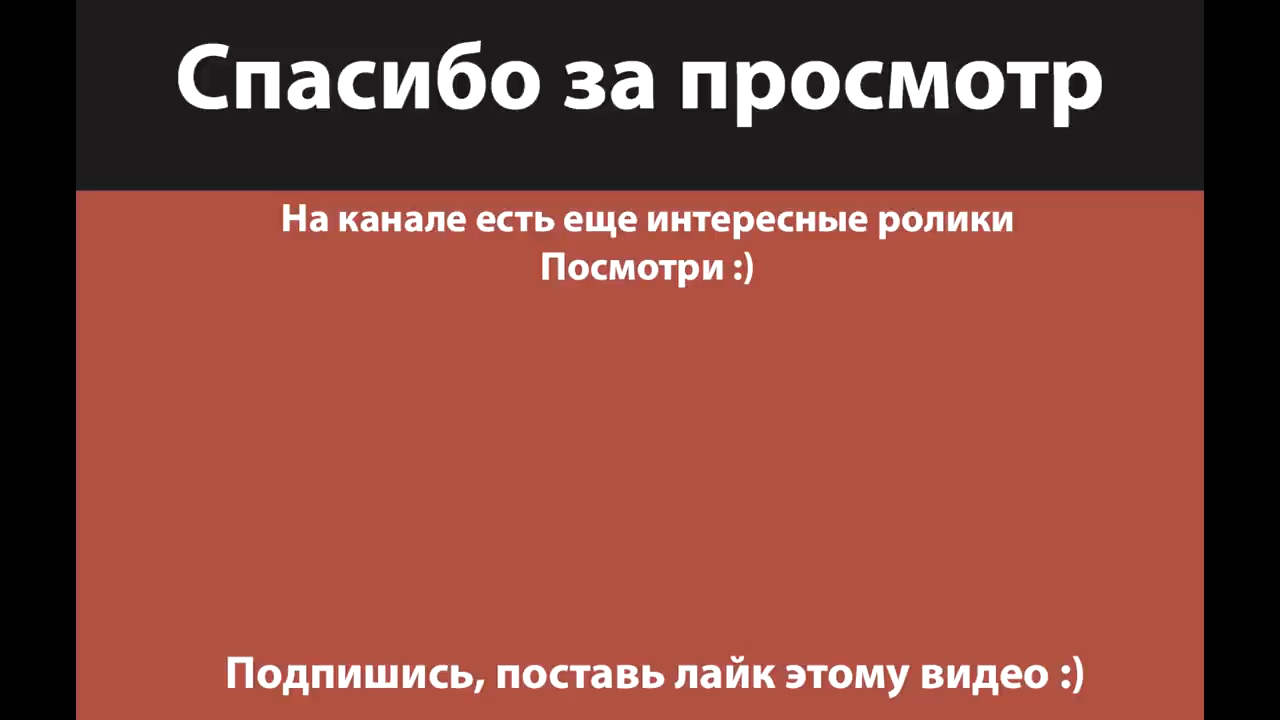 Спасибо за просмотр
На канале есть еще интересные ролики
Посмотри :)
Подпишись, поставь лайк этому видео :)